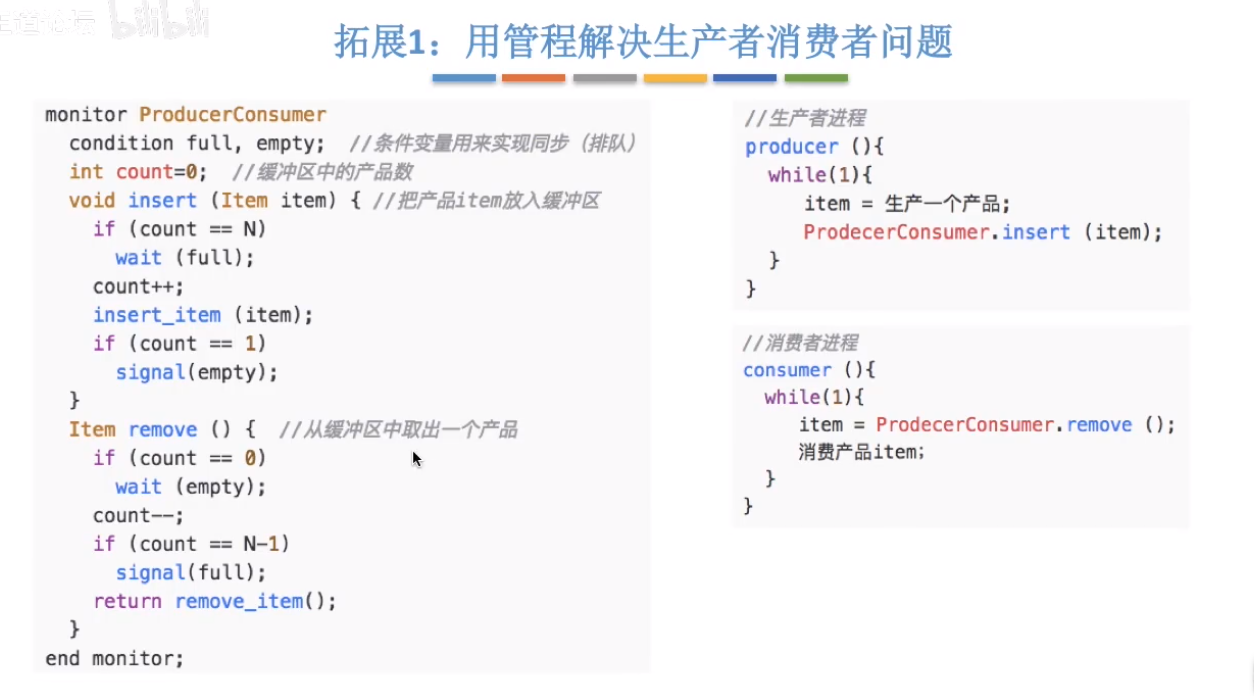 王道论坛 bilibili
拓展1：用管程解决生产者消费者问题
monitor ProducerConsumer
condition full, empty; //条件变量用来实现同步（排队）
int count=0; //缓冲区中的产品数
void insert (Item item) { //把产品item放入缓冲区
if (count == N)
wait (full);
count++;
insert_item (item);
if (count == 1)
signal(empty);
}
Item remove () { //从缓冲区中取出一个产品
if (count == 0)
wait (empty);
count--;
if (count == N-1)
signal(full);
return remove_item();
}
end monitor;
//生产者进程
producer (){
while(1){
item = 生产一个产品;
ProdecerConsumer.insert (item);
}
}
//消费者进程
consumer (){
while(1){
item = ProdecerConsumer.remove ();
消费产品item;
}
}